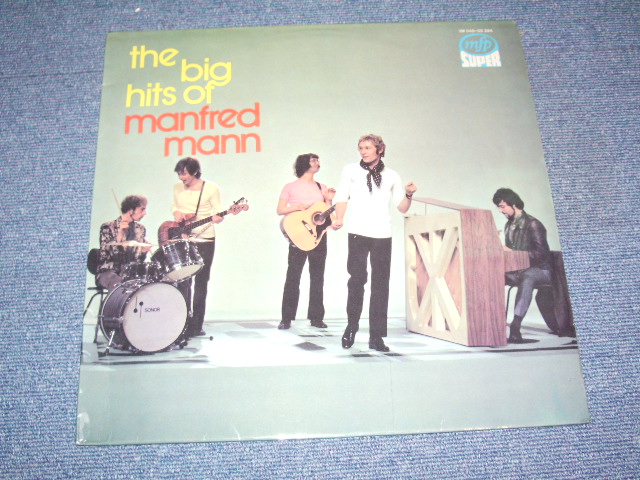 the
big
hits of
manfred
mann
mfp
SUPER
SONOR